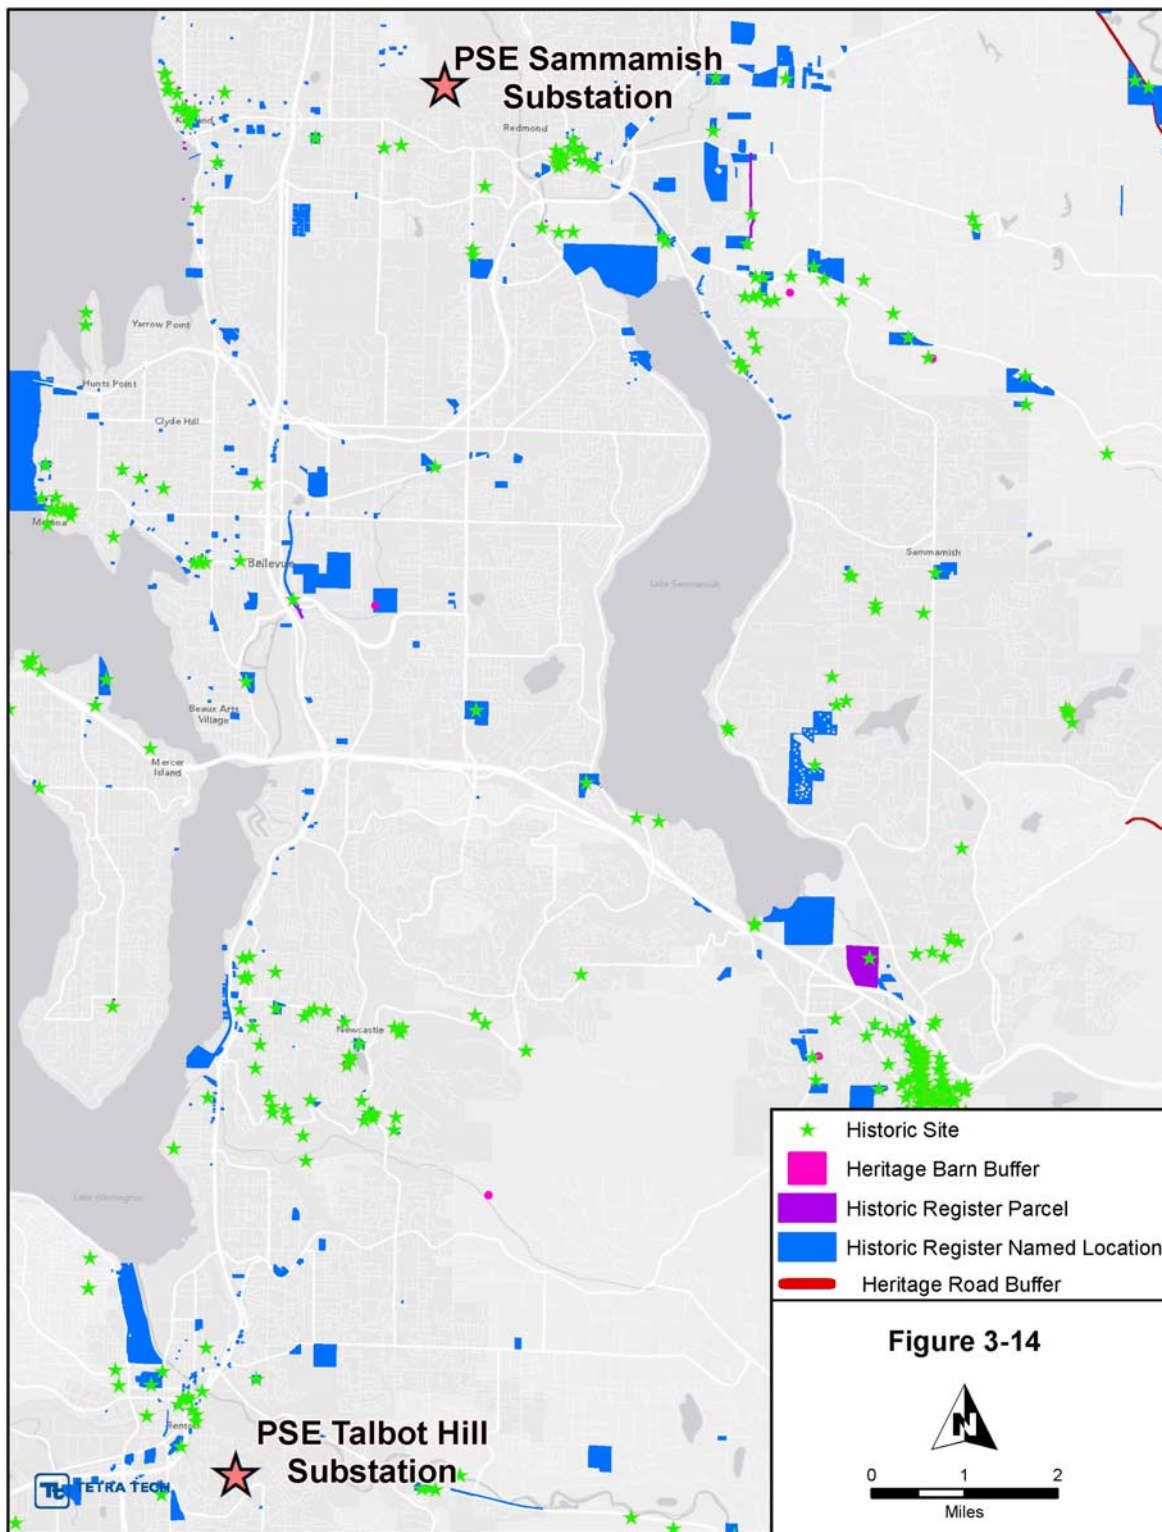 PSE Sammamish
Substation
Redmond
Kirkland
Yarrow Point
Hunts Point
Clyde Hill
Medina
Bellevue
Lake Sammamish
Sammamish
Beaux Arts
Village
Mercer
Island
Newcastle
Lake Washington
Renton
PSE Talbot Hill
Substation
Tt TETRA TECH
Historic Site
Heritage Barn Buffer
Historic Register Parcel
Historic Register Named Location
Heritage Road Buffer
Figure 3-14
N
0 1 2
Miles